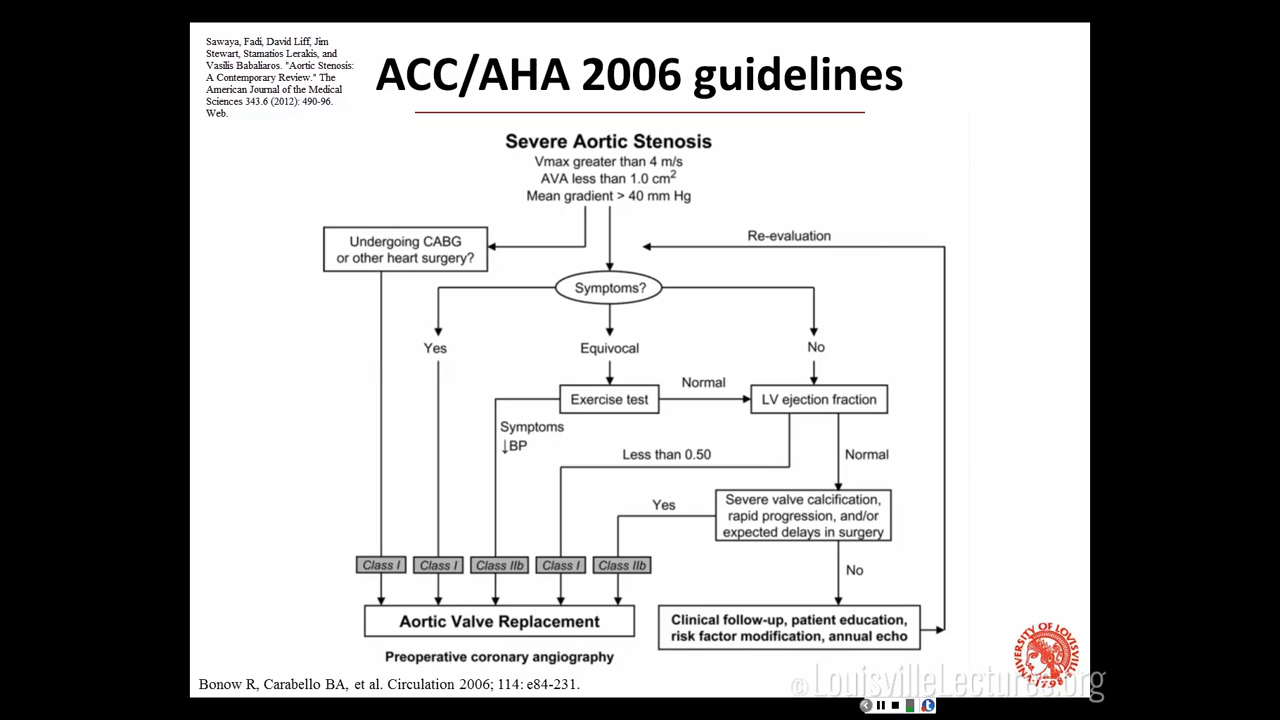 Sawaya, Fadi, David Liff, Jim
Stewart, Stamatios Lerakis, and
Vasilis Babaliaros. "Aortic Stenosis:
A Contemporary Review." The
American Journal of the Medical
Sciences 343.6 (2012): 490-96.
Web.
ACC/AHA 2006 guidelines
Severe Aortic Stenosis
Vmax greater than 4 m/s
AVA less than 1.0 cm²
Mean gradient > 40 mm Hg
Undergoing CABG
or other heart surgery?
Re-evaluation
Symptoms?
Yes
Equivocal
No
Exercise test
Normal
LV ejection fraction
Symptoms
↓BP
Less than 0.50
Normal
Yes
Severe valve calcification,
rapid progression, and/or
expected delays in surgery
No
Class I
Class I
Class IIb
Class I
Class IIb
Aortic Valve Replacement
Clinical follow-up, patient education,
risk factor modification, annual echo
Preoperative coronary angiography
Bonow R, Carabello BA, et al. Circulation 2006; 114: e84-231.
UNIVERSITY OF LOUISVILLE
1798
© LouisvilleLectures.org